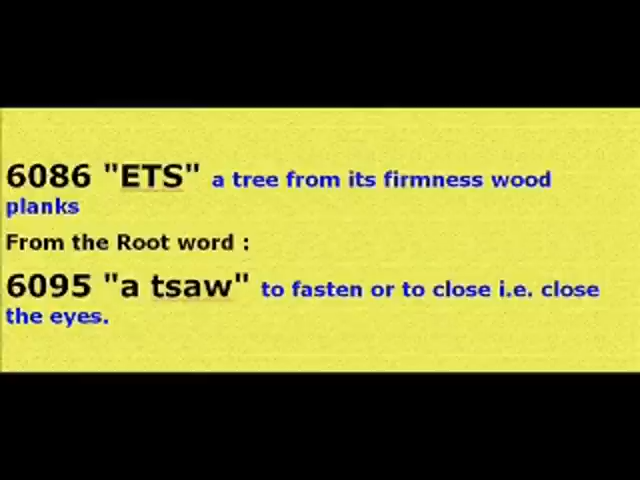 6086 "ETS" a tree from its firmness wood
planks
From the Root word :
6095 "a tsaw" to fasten or to close i.e. close
the eyes.